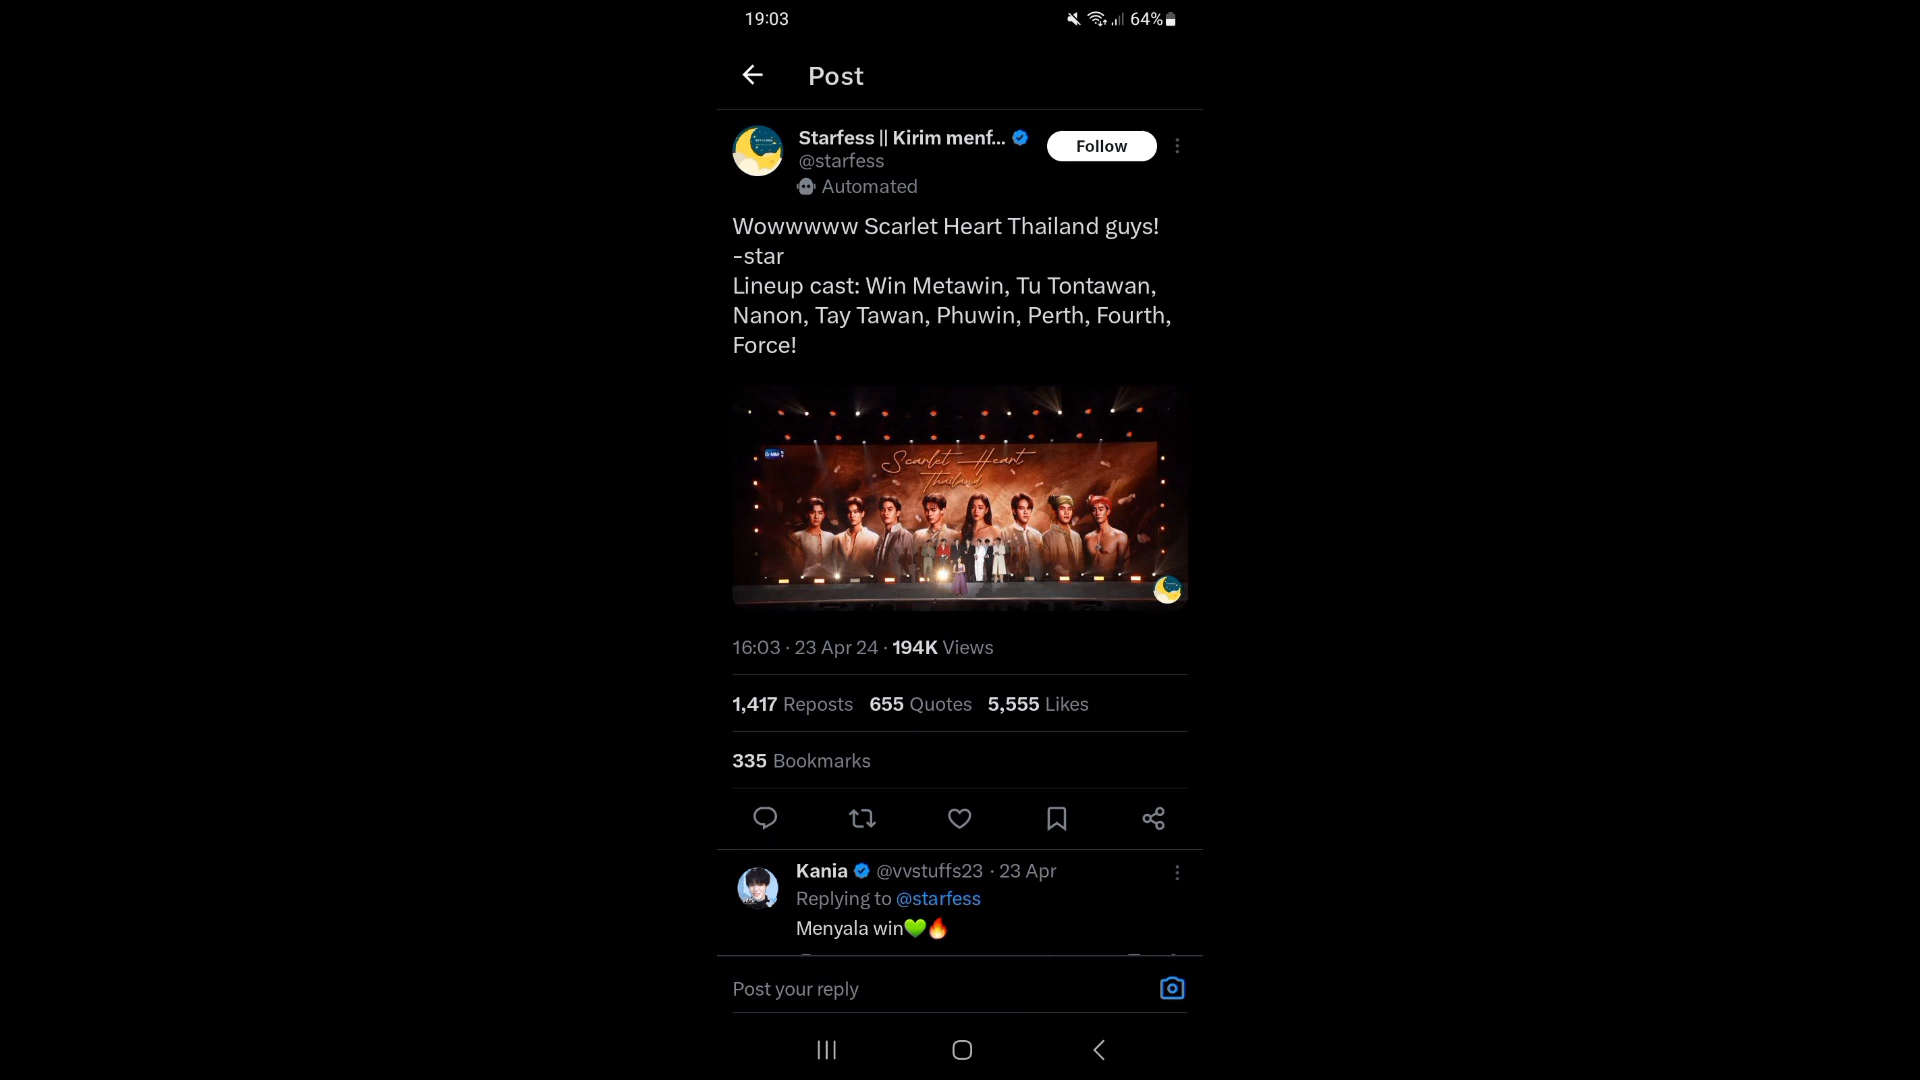 19:03
64%
Post
Starfess || Kirim menf...
Follow
@starfess
Automated
Wowwwww Scarlet Heart Thailand guys!
-star
Lineup cast: Win Metawin, Tu Tontawan,
Nanon, Tay Tawan, Phuwin, Perth, Fourth,
Force!
Scarlet Heart
Thailand
16:03 · 23 Apr 24 · 194K Views
1,417 Reposts 655 Quotes 5,555 Likes
335 Bookmarks
Kania @vvstuffs23 · 23 Apr
Replying to @starfess
Menyala win💚🔥
Post your reply